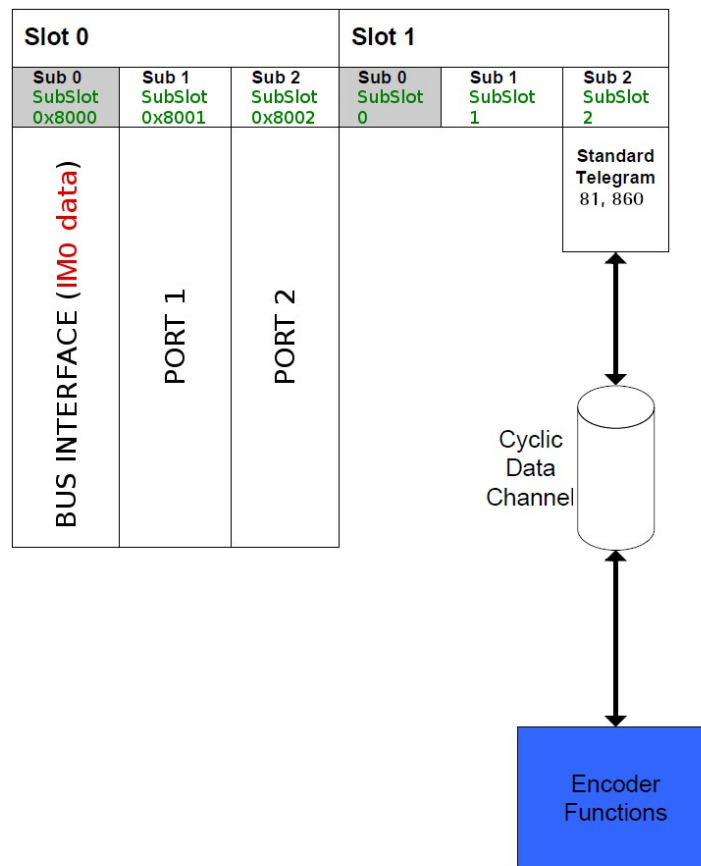 Slot 0
Slot 1
Sub 0
SubSlot
0x8000
Sub 1
SubSlot
0x8001
Sub 2
SubSlot
0x8002
Sub 0
SubSlot
0
Sub 1
SubSlot
1
Sub 2
SubSlot
2
BUS INTERFACE (IM0 data)
PORT 1
PORT 2
Standard
Telegram
81, 860
Cyclic
Data
Channel
Encoder
Functions